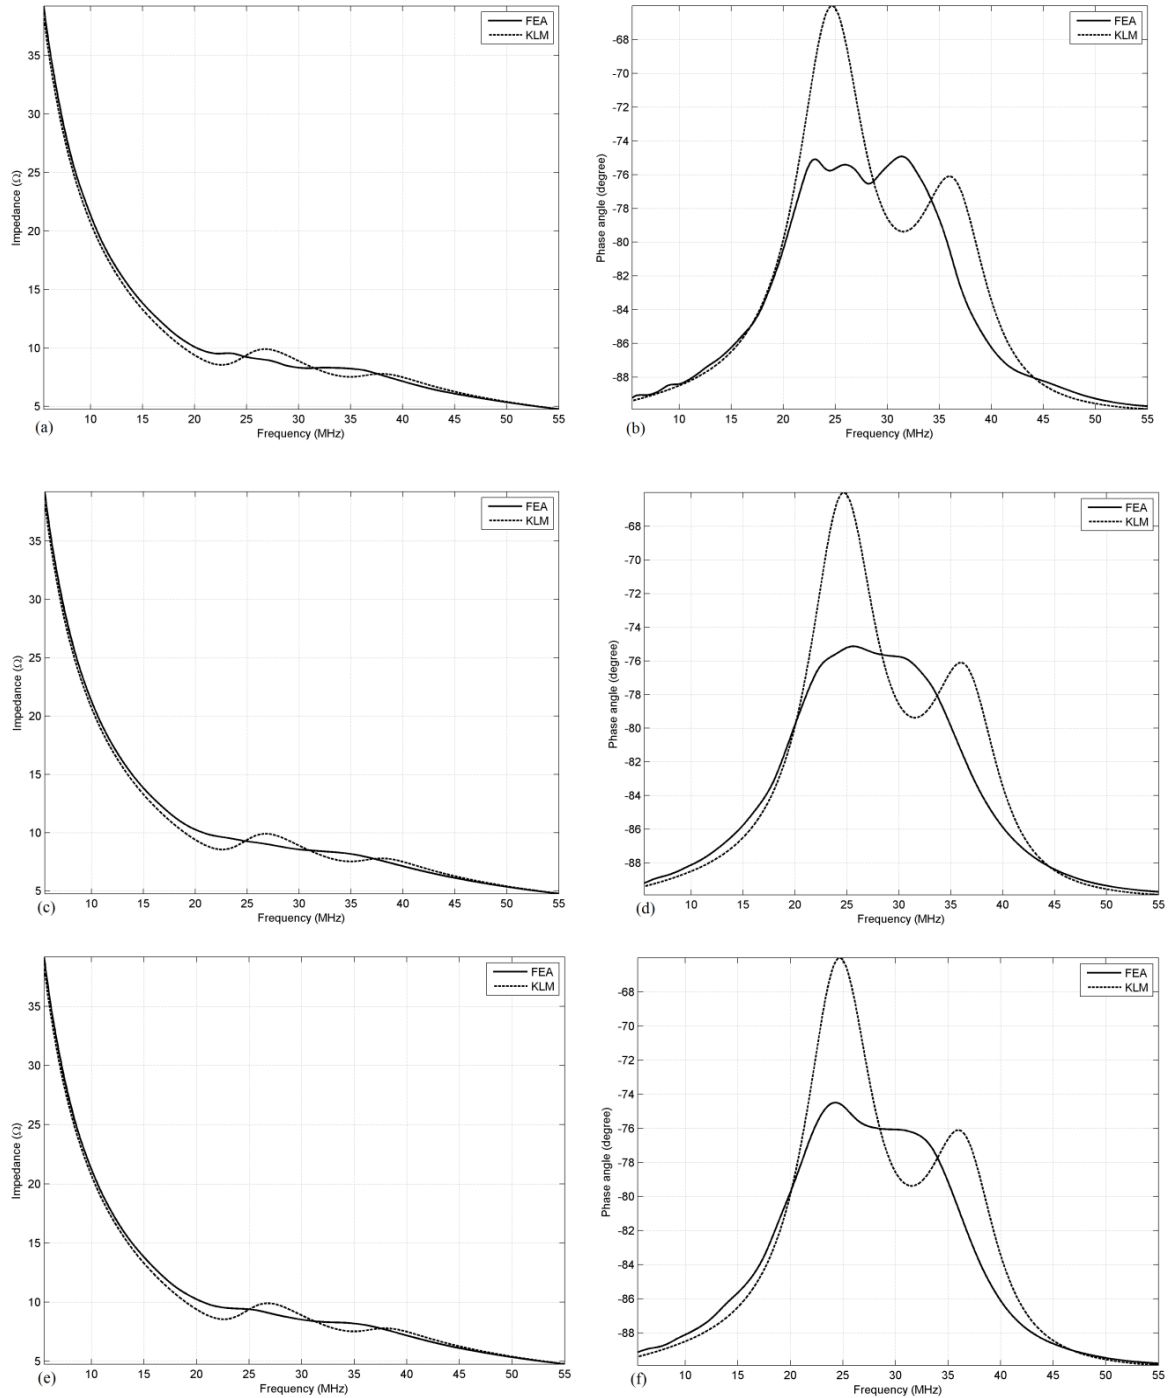 FEA
KLM
35
30
25
20
15
10
5
Impedance (Ω)
10 15 20 25 30 35 40 45 50 55
Frequency (MHz)
(a)
FEA
KLM
-68
-70
-72
-74
-76
-78
-80
-82
-84
-86
-88
Phase angle (degree)
10 15 20 25 30 35 40 45 50 55
Frequency (MHz)
(b)
FEA
KLM
35
30
25
20
15
10
5
Impedance (Ω)
10 15 20 25 30 35 40 45 50 55
Frequency (MHz)
(c)
FEA
KLM
-68
-70
-72
-74
-76
-78
-80
-82
-84
-86
-88
Phase angle (degree)
10 15 20 25 30 35 40 45 50 55
Frequency (MHz)
(d)
FEA
KLM
35
30
25
20
15
10
5
Impedance (Ω)
10 15 20 25 30 35 40 45 50 55
Frequency (MHz)
(e)
FEA
KLM
-68
-70
-72
-74
-76
-78
-80
-82
-84
-86
-88
Phase angle (degree)
10 15 20 25 30 35 40 45 50 55
Frequency (MHz)
(f)